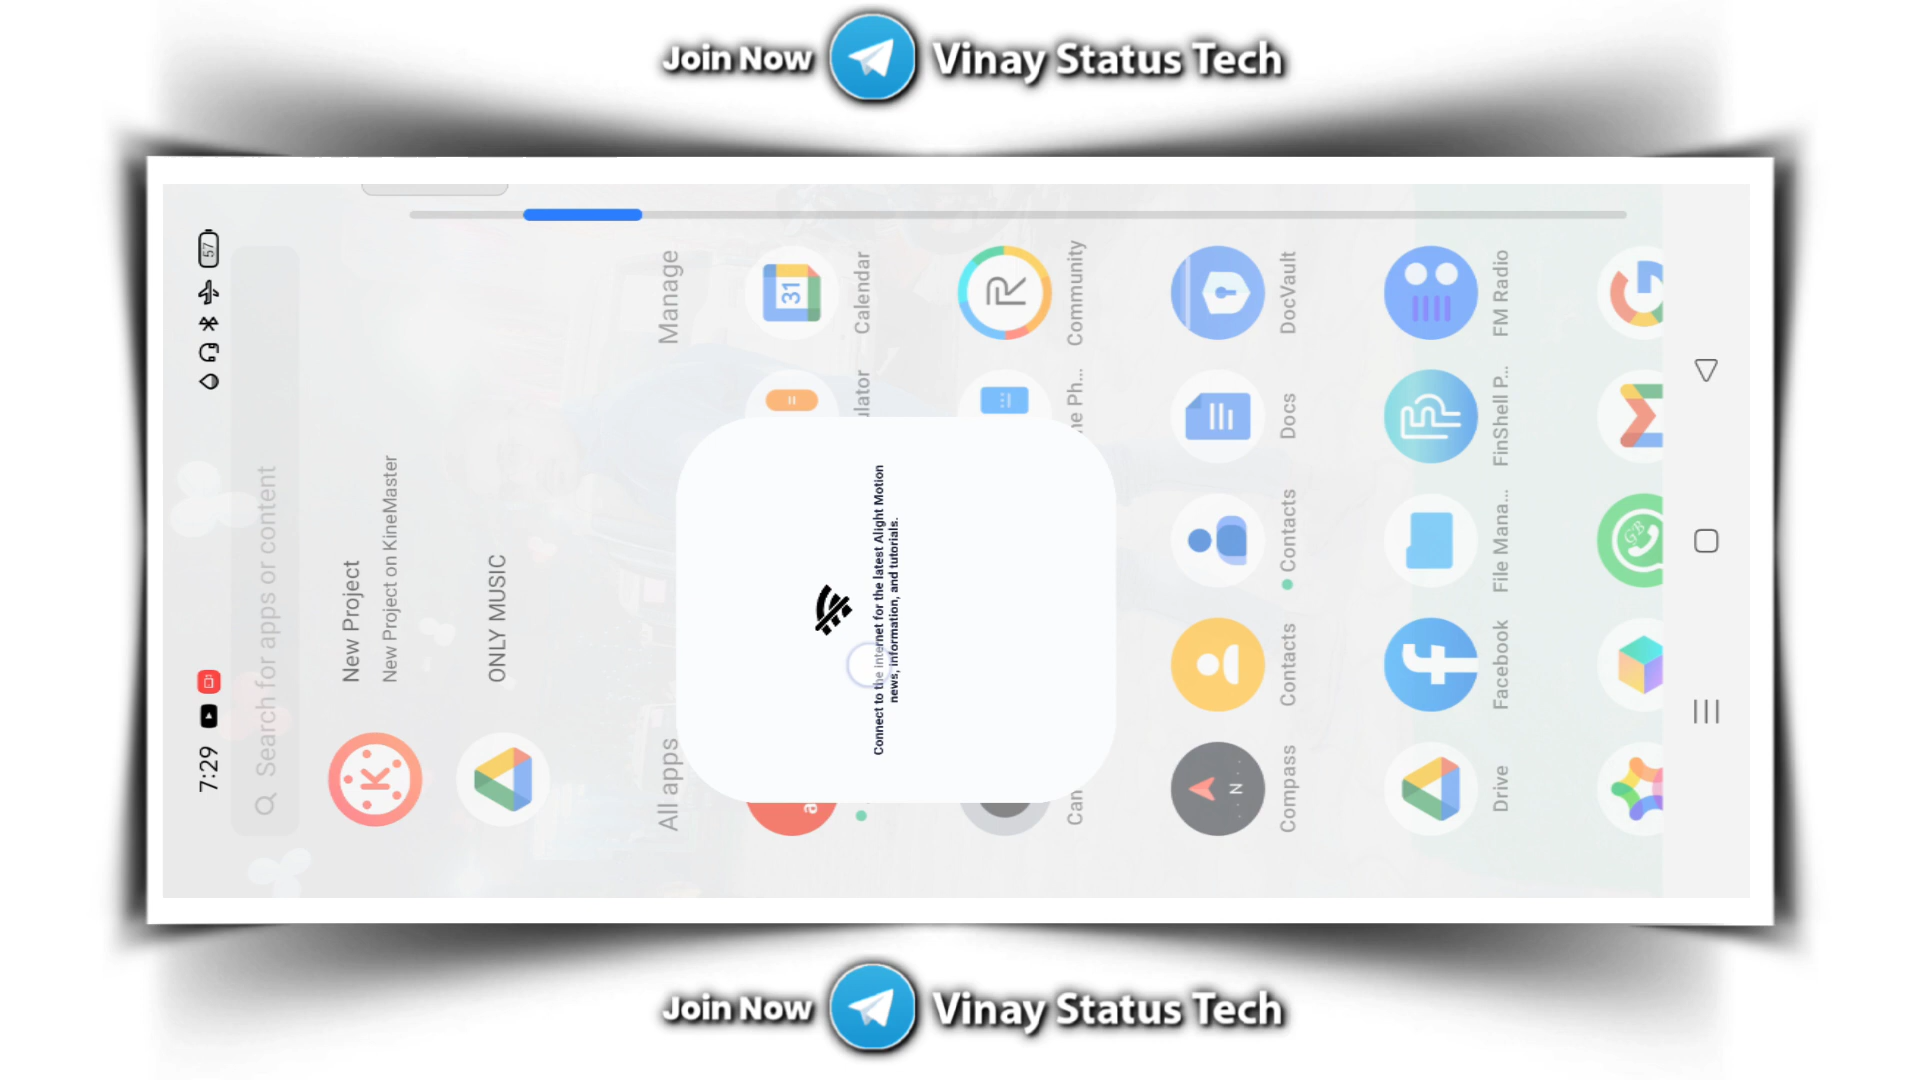 Join Now Vinay Status Tech
7:29
57
Search for apps or content
New Project
New Project on KineMaster
ONLY MUSIC
All apps
Manage
Calendar
31
Connect to the internet for the latest Alight Motion
news, information, and tutorials.
Community
Compass
Contacts
Contacts
Docs
DocVault
Drive
Facebook
File Mana...
FinShell P...
FM Radio
Join Now Vinay Status Tech